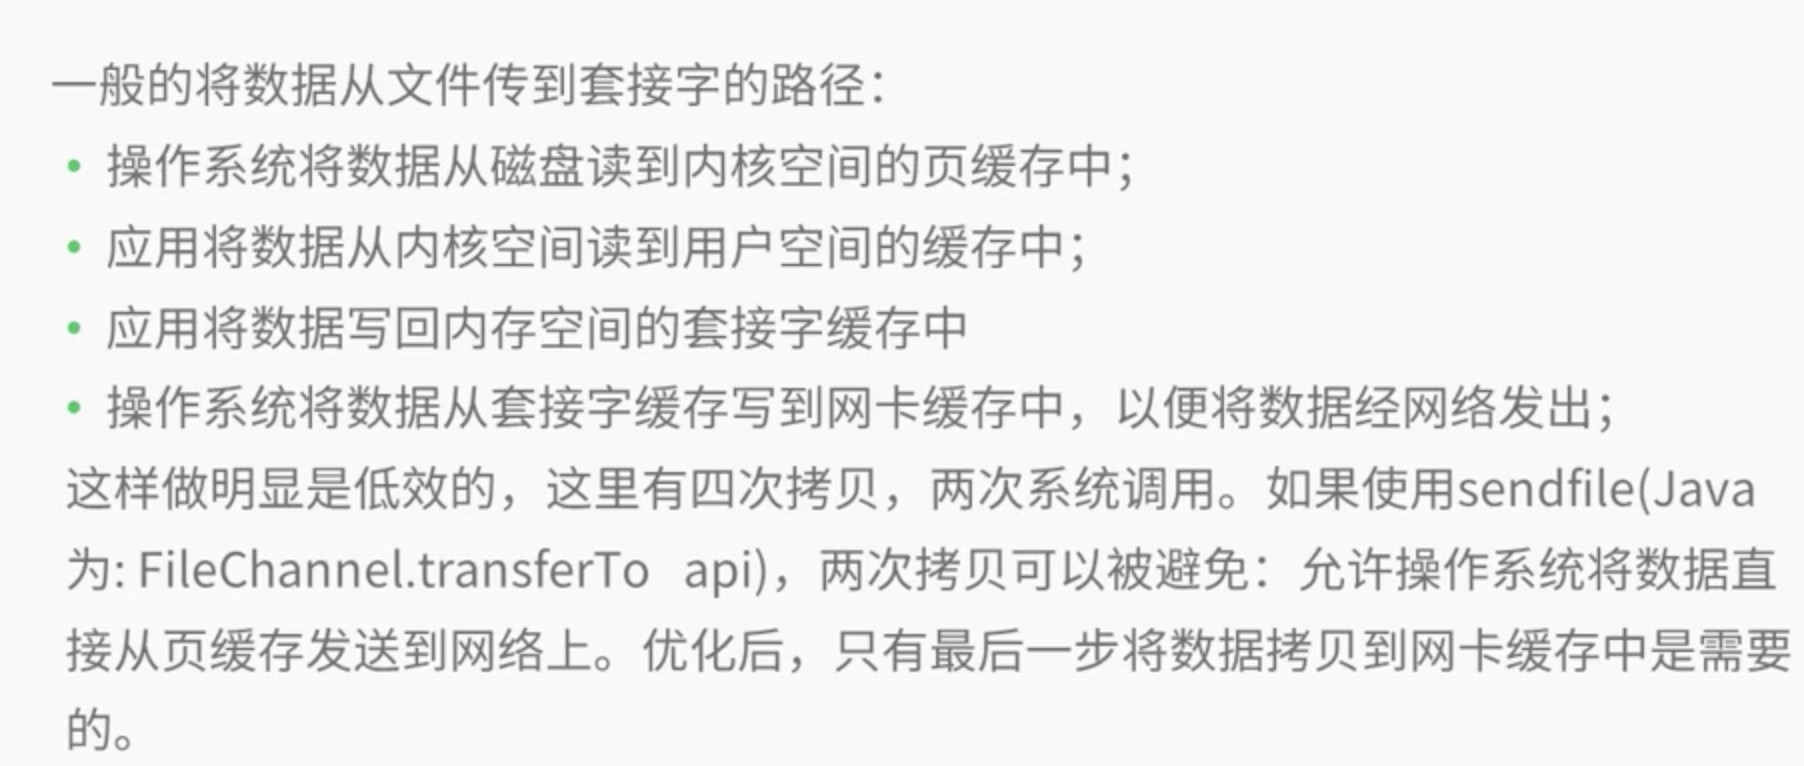 一般的将数据从文件传到套接字的路径：
• 操作系统将数据从磁盘读到内核空间的页缓存中；
• 应用将数据从内核空间读到用户空间的缓存中；
• 应用将数据写回内存空间的套接字缓存中
• 操作系统将数据从套接字缓存写到网卡缓存中，以便将数据经网络发出；
这样做明显是低效的，这里有四次拷贝，两次系统调用。如果使用sendfile(Java
为: FileChannel.transferTo api)，两次拷贝可以被避免：允许操作系统将数据直
接从页缓存发送到网络上。优化后，只有最后一步将数据拷贝到网卡缓存中是需要
的。